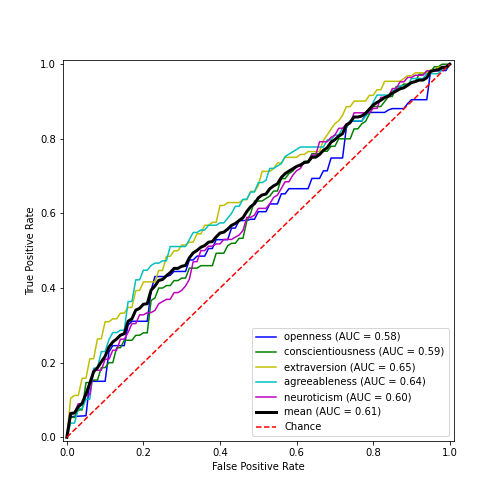 1.0
0.8
0.6
0.4
0.2
0.0
True Positive Rate
openness (AUC = 0.58)
conscientiousness (AUC = 0.59)
extraversion (AUC = 0.65)
agreeableness (AUC = 0.64)
neuroticism (AUC = 0.60)
mean (AUC = 0.61)
Chance
0.0 0.2 0.4 0.6 0.8 1.0
False Positive Rate